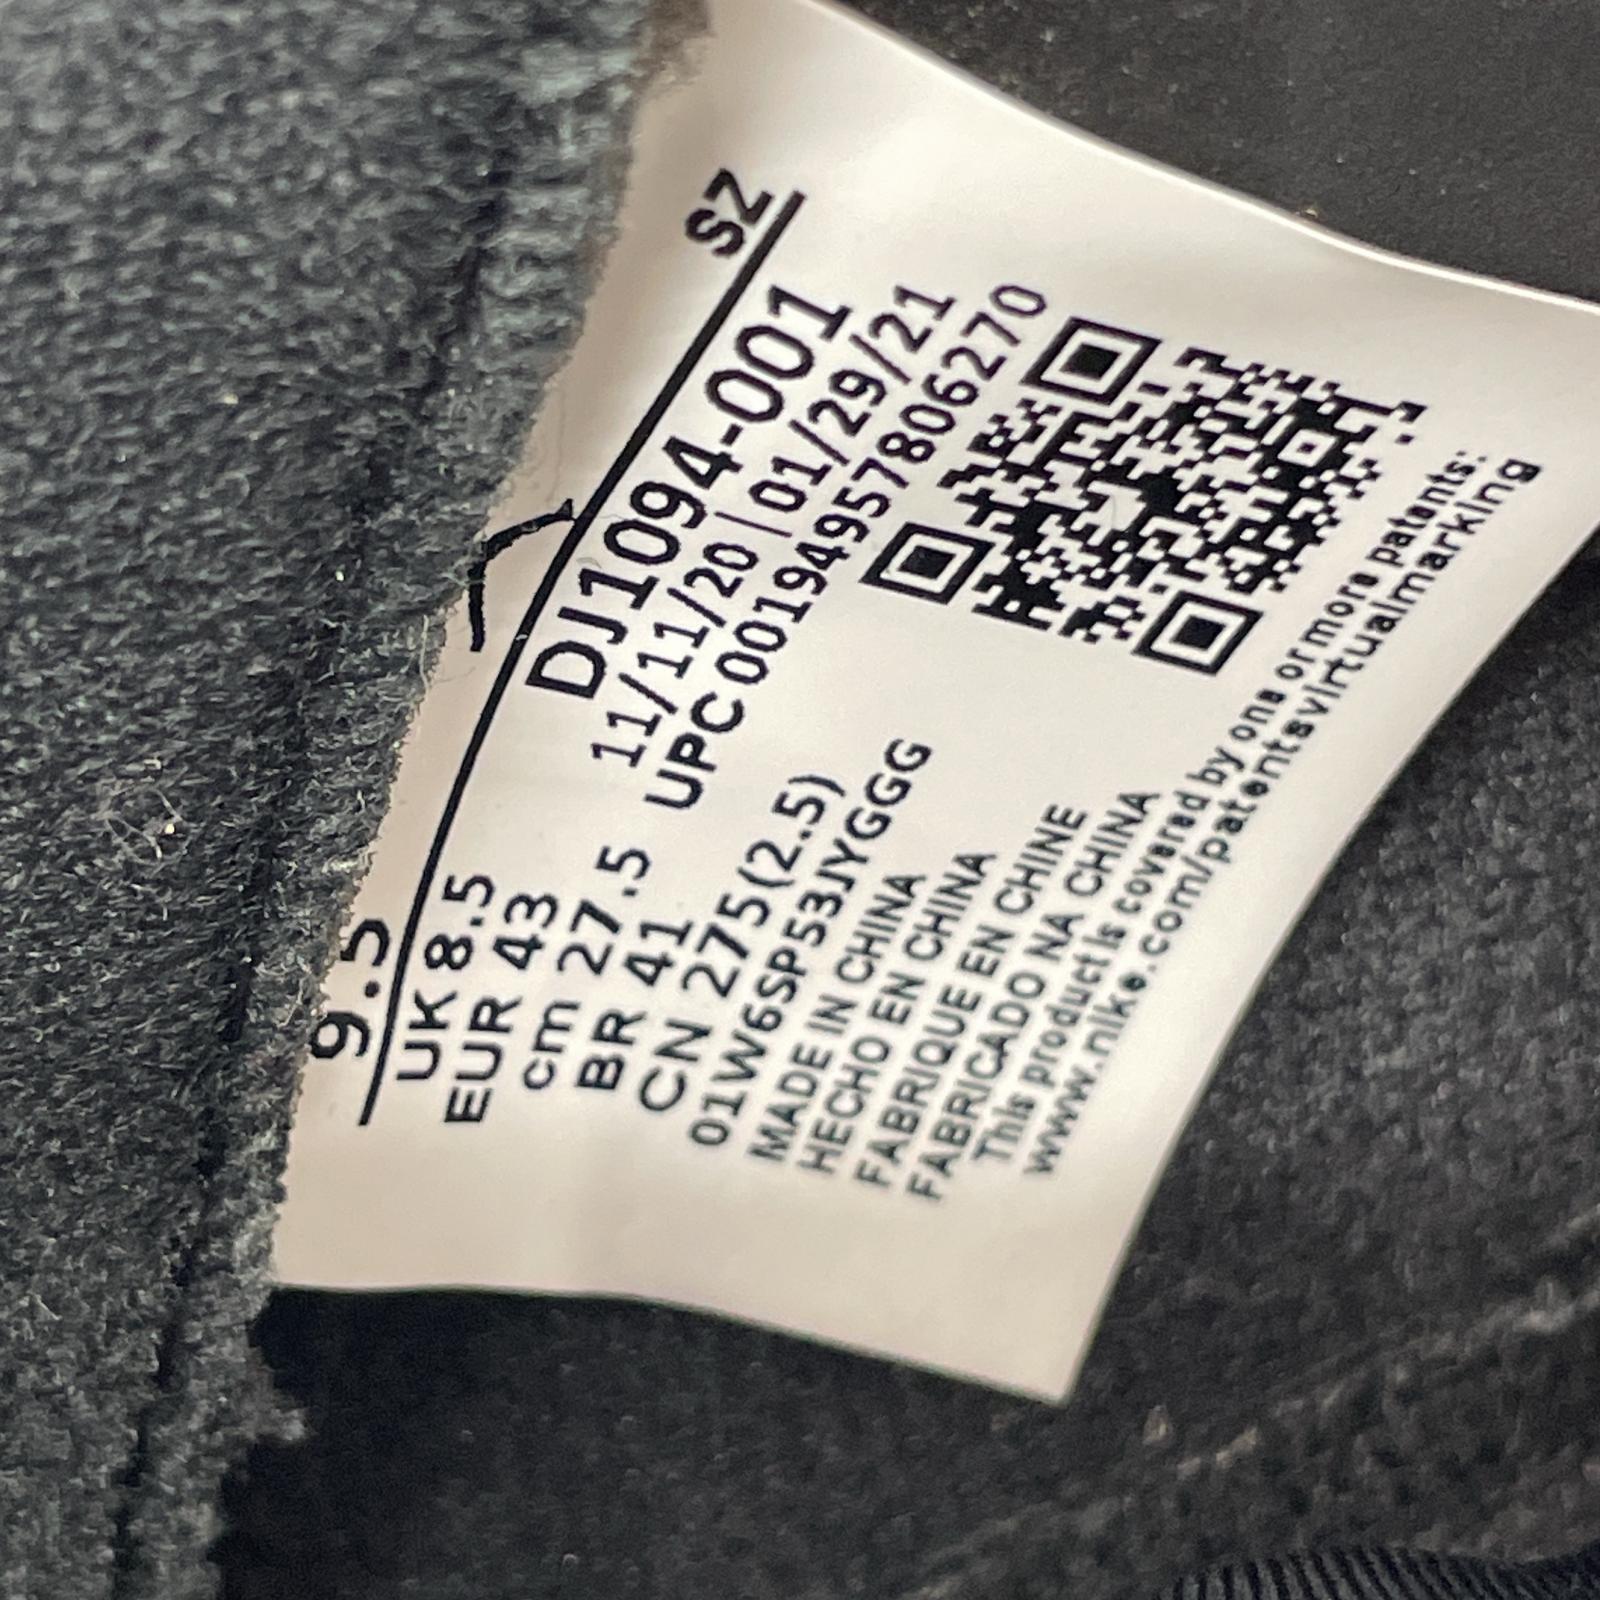 9.5 SZ
UK 8.5 DJ1094-001
EUR 43 11/11/20 | 01/29/21
cm 27.5 UPC 00194957806270
BR 41
CN 275(2.5)
01W6SP53JYGGG
MADE IN CHINA
HECHO EN CHINA
FABRIQUE EN CHINE
FABRICADO NA CHINA
This product is covered by one or more patents:
www.nike.com/patentsvirtualmarking